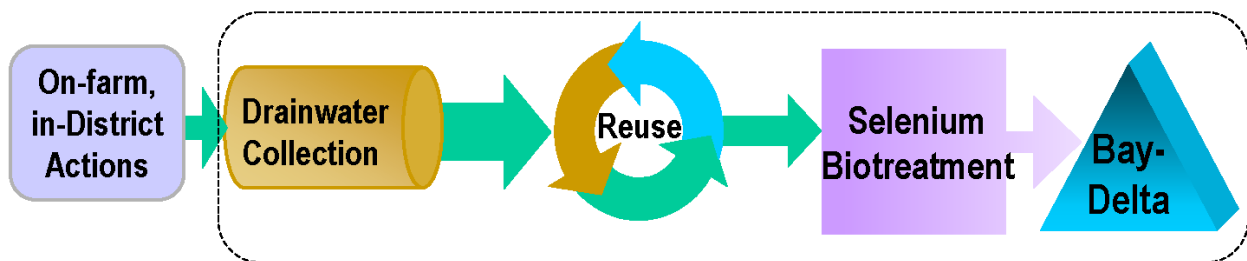 On-farm,
in-District
Actions
Drainwater
Collection
Reuse
Selenium
Biotreatment
Bay-
Delta